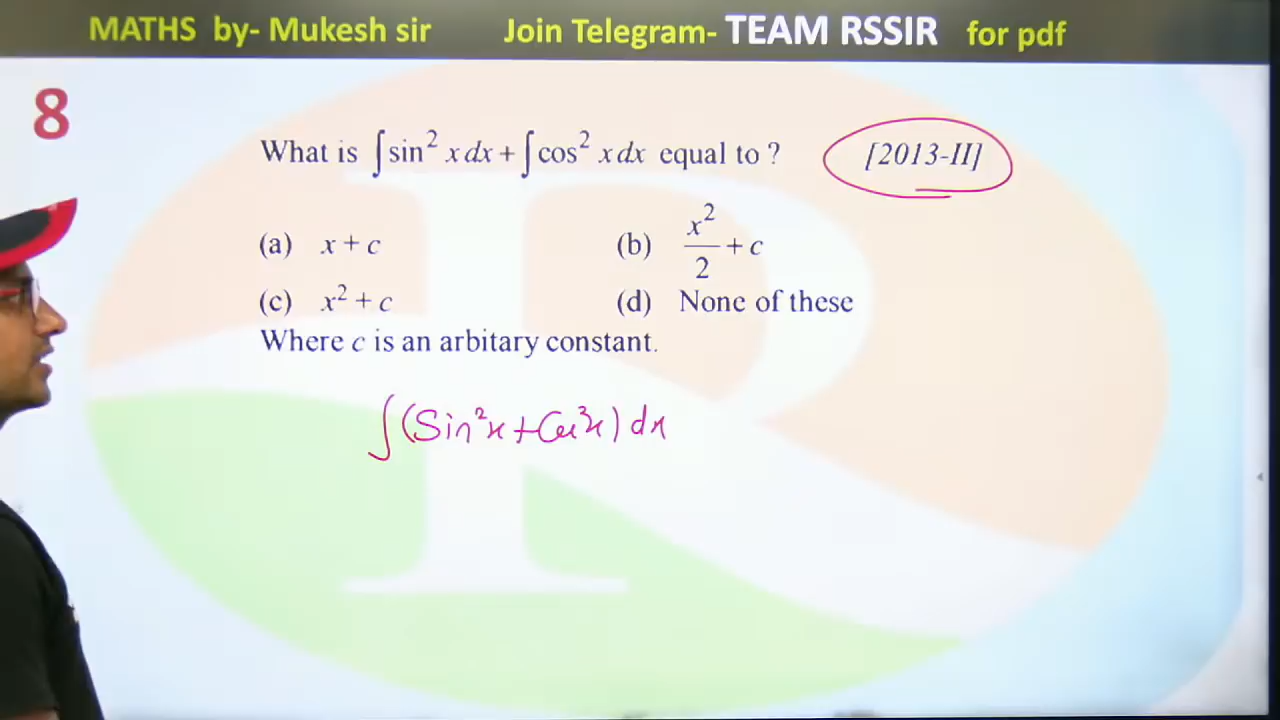 MATHS by- Mukesh sir Join Telegram- TEAM RSSIR for pdf
8
What is ∫sin² x dx + ∫cos² x dx equal to ? [2013-II]
(a) x + c (b) x²/2 + c
(c) x² + c (d) None of these
Where c is an arbitary constant.
∫(Sin²x + Cos²x) dx